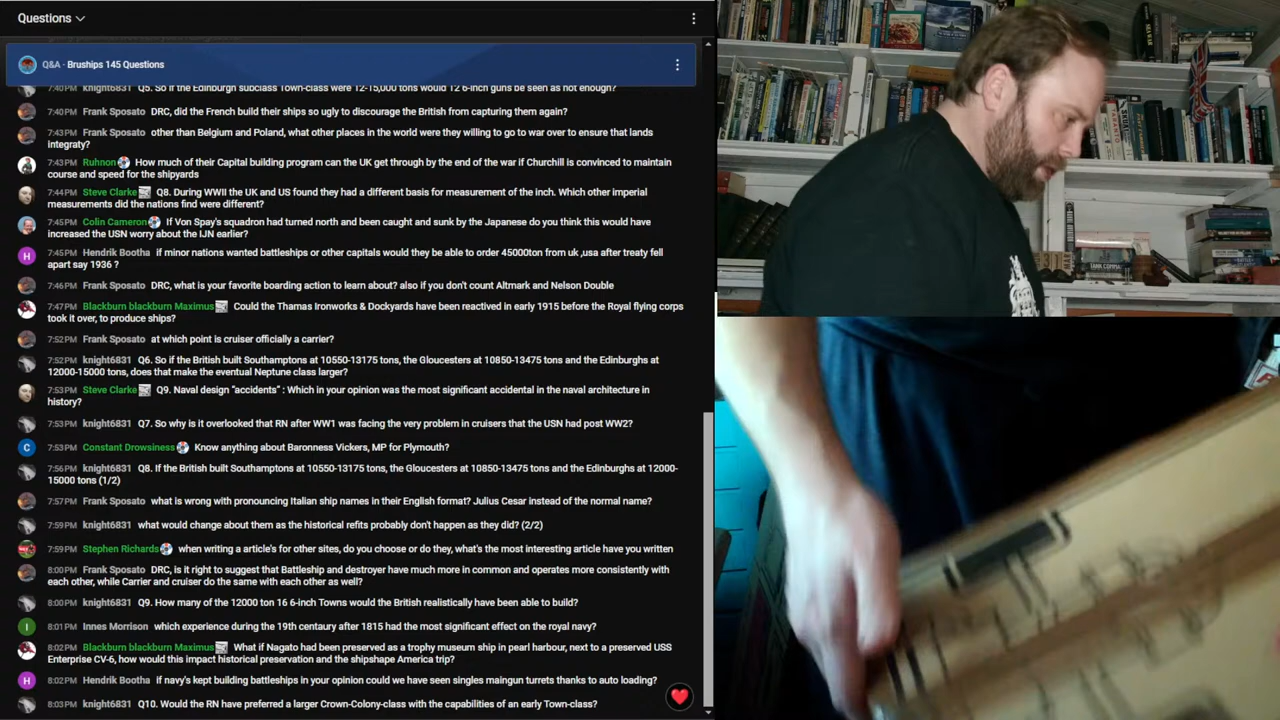 Questions
Q&A · Bruships 145 Questions
7:40PM knight6831 Q5. So if the Edinburgh subclass Town-class were 12-15,000 tons would 12 6-inch guns be seen as not enough?
7:40PM Frank Sposato DRC, did the French build their ships so ugly to discourage the British from capturing them again?
7:43PM Frank Sposato other than Belgium and Poland, what other places in the world were they willing to go to war over to ensure that lands
integraty?
7:43PM Ruhnon How much of their Capital building program can the UK get through by the end of the war if Churchill is convinced to maintain
course and speed for the shipyards
7:44PM Steve Clarke Q8. During WWII the UK and US found they had a different basis for measurement of the inch. Which other imperial
measurements did the nations find were different?
7:45PM Colin Cameron If Von Spay's squadron had turned north and been caught and sunk by the Japanese do you think this would have
increased the USN worry about the IJN earlier?
7:45PM Hendrik Bootha if minor nations wanted battleships or other capitals would they be able to order 45000ton from uk ,usa after treaty fell
apart say 1936 ?
7:46PM Frank Sposato DRC, what is your favorite boarding action to learn about? also if you don't count Altmark and Nelson Double
7:47PM Blackburn blackburn Maximus Could the Thamas Ironworks & Dockyards have been reactived in early 1915 before the Royal flying corps
took it over, to produce ships?
7:52PM Frank Sposato at which point is cruiser officially a carrier?
7:52PM knight6831 Q6. So if the British built Southamptons at 10550-13175 tons, the Gloucesters at 10850-13475 tons and the Edinburghs at
12000-15000 tons, does that make the eventual Neptune class larger?
7:53PM Steve Clarke Q9. Naval design “accidents” : Which in your opinion was the most significant accidental in the naval architecture in
history?
7:53PM knight6831 Q7. So why is it overlooked that RN after WW1 was facing the very problem in cruisers that the USN had post WW2?
C 7:53PM Constant Drowsiness Know anything about Baronness Vickers, MP for Plymouth?
7:56PM knight6831 Q8. If the British built Southamptons at 10550-13175 tons, the Gloucesters at 10850-13475 tons and the Edinburghs at 12000-
15000 tons (1/2)
7:57PM Frank Sposato what is wrong with pronouncing Italian ship names in their English format? Julius Cesar instead of the normal name?
7:59PM knight6831 what would change about them as the historical refits probably don't happen as they did? (2/2)
7:59PM Stephen Richards when writing a article's for other sites, do you choose or do they, what's the most interesting article have you written
8:00PM Frank Sposato DRC, is it right to suggest that Battleship and destroyer have much more in common and operates more consistently with
each other, while Carrier and cruiser do the same with each other as well?
8:00PM knight6831 Q9. How many of the 12000 ton 16 6-inch Towns would the British realistically have been able to build?
I 8:01PM Innes Morrison which experience during the 19th centaury after 1815 had the most significant effect on the royal navy?
8:02PM Blackburn blackburn Maximus What if Nagato had been preserved as a trophy museum ship in pearl harbour, next to a preserved USS
Enterprise CV-6, how would this impact historical preservation and the shipshape America trip?
H 8:02PM Hendrik Bootha if navy's kept building battleships in your opinion could we have seen singles maingun turrets thanks to auto loading?
8:03PM knight6831 Q10. Would the RN have preferred a larger Crown-Colony-class with the capabilities of an early Town-class?
TANK COMMA